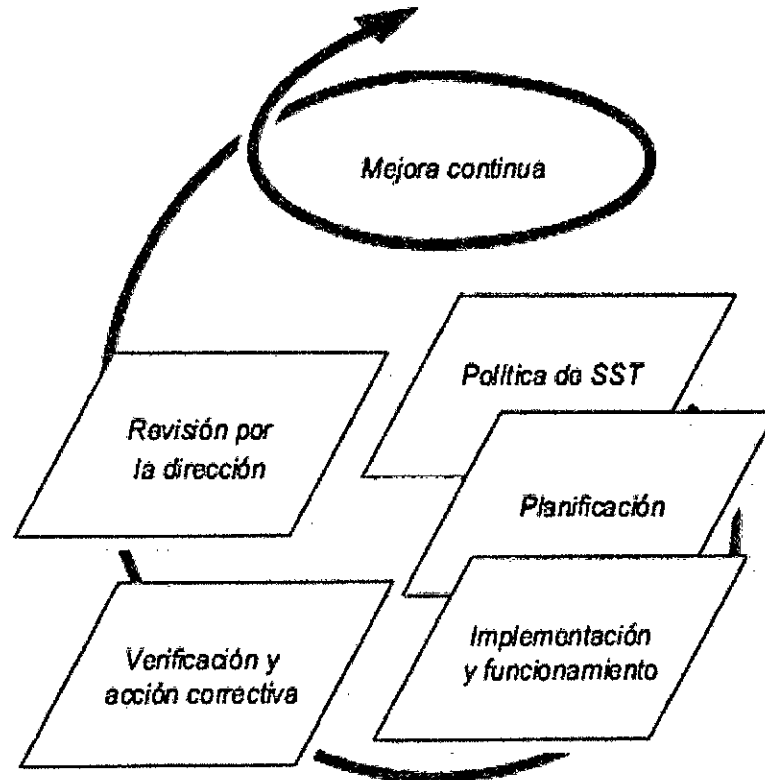 Mejora continua
Política de SST
Revisión por
la dirección
Planificación
Implementación
y funcionamiento
Verificación y
acción correctiva